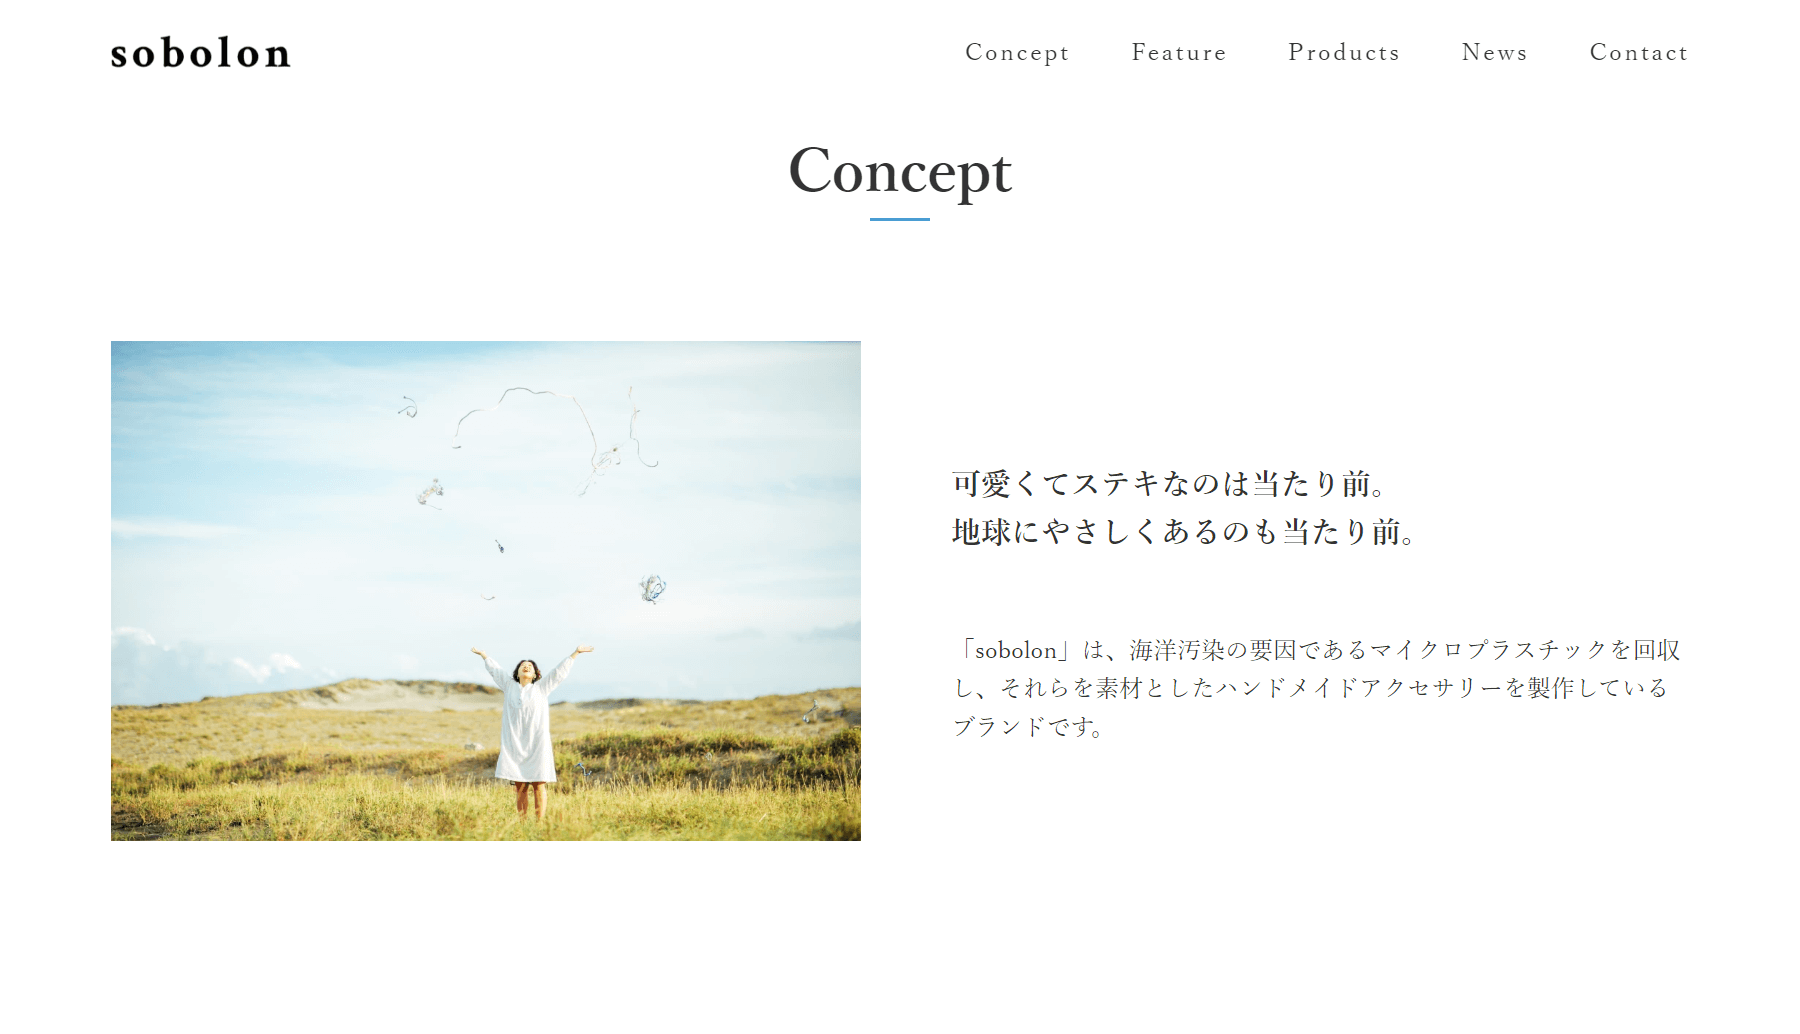 sobolon
Concept
Feature
Products
News
Contact
Concept
可愛くてステキなのは当たり前。
地球にやさしくあるのも当たり前。
「sobolon」は、海洋汚染の要因であるマイクロプラスチックを回収
し、それらを素材としたハンドメイドアクセサリーを製作している
ブランドです。